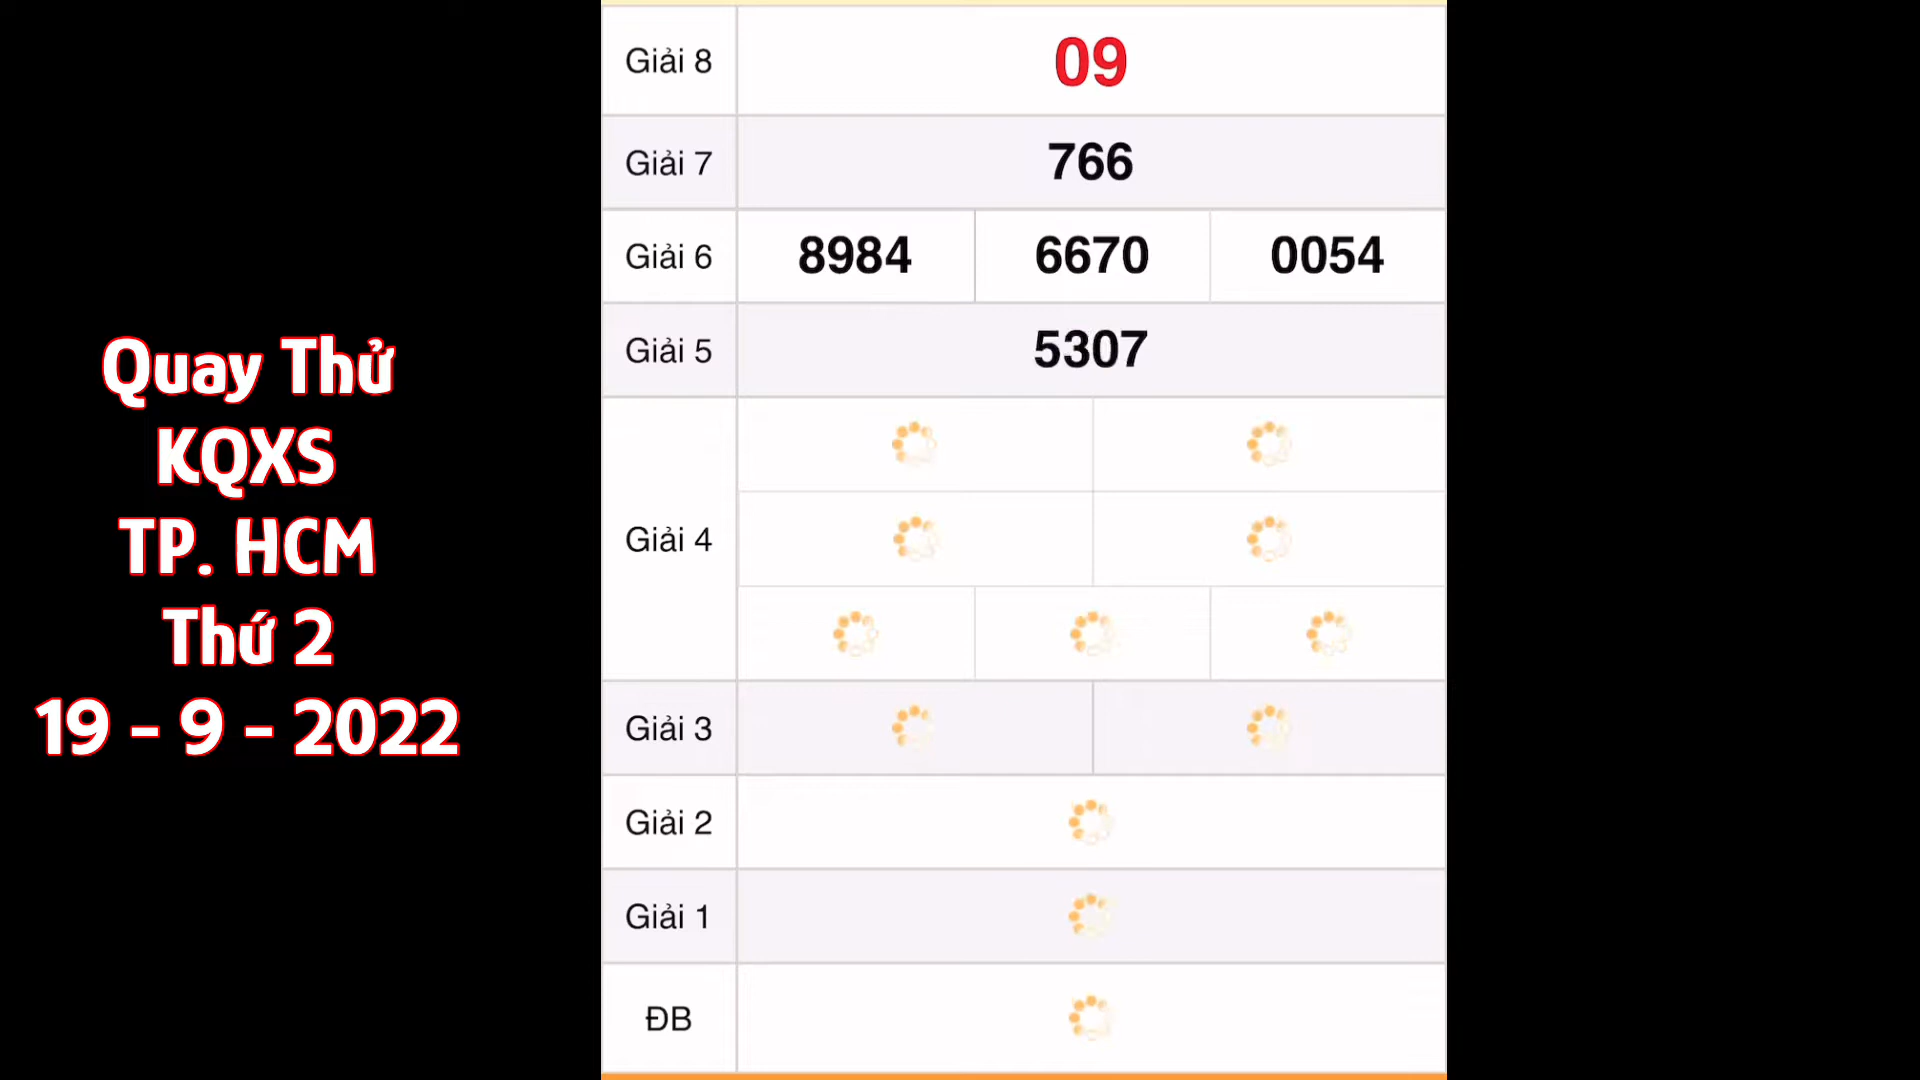 Quay Thử
KQXS
TP. HCM
Thứ 2
19 - 9 - 2022
Giải 8 09
Giải 7 766
Giải 6 8984 6670 0054
Giải 5 5307
Giải 4
Giải 3
Giải 2
Giải 1
ĐB